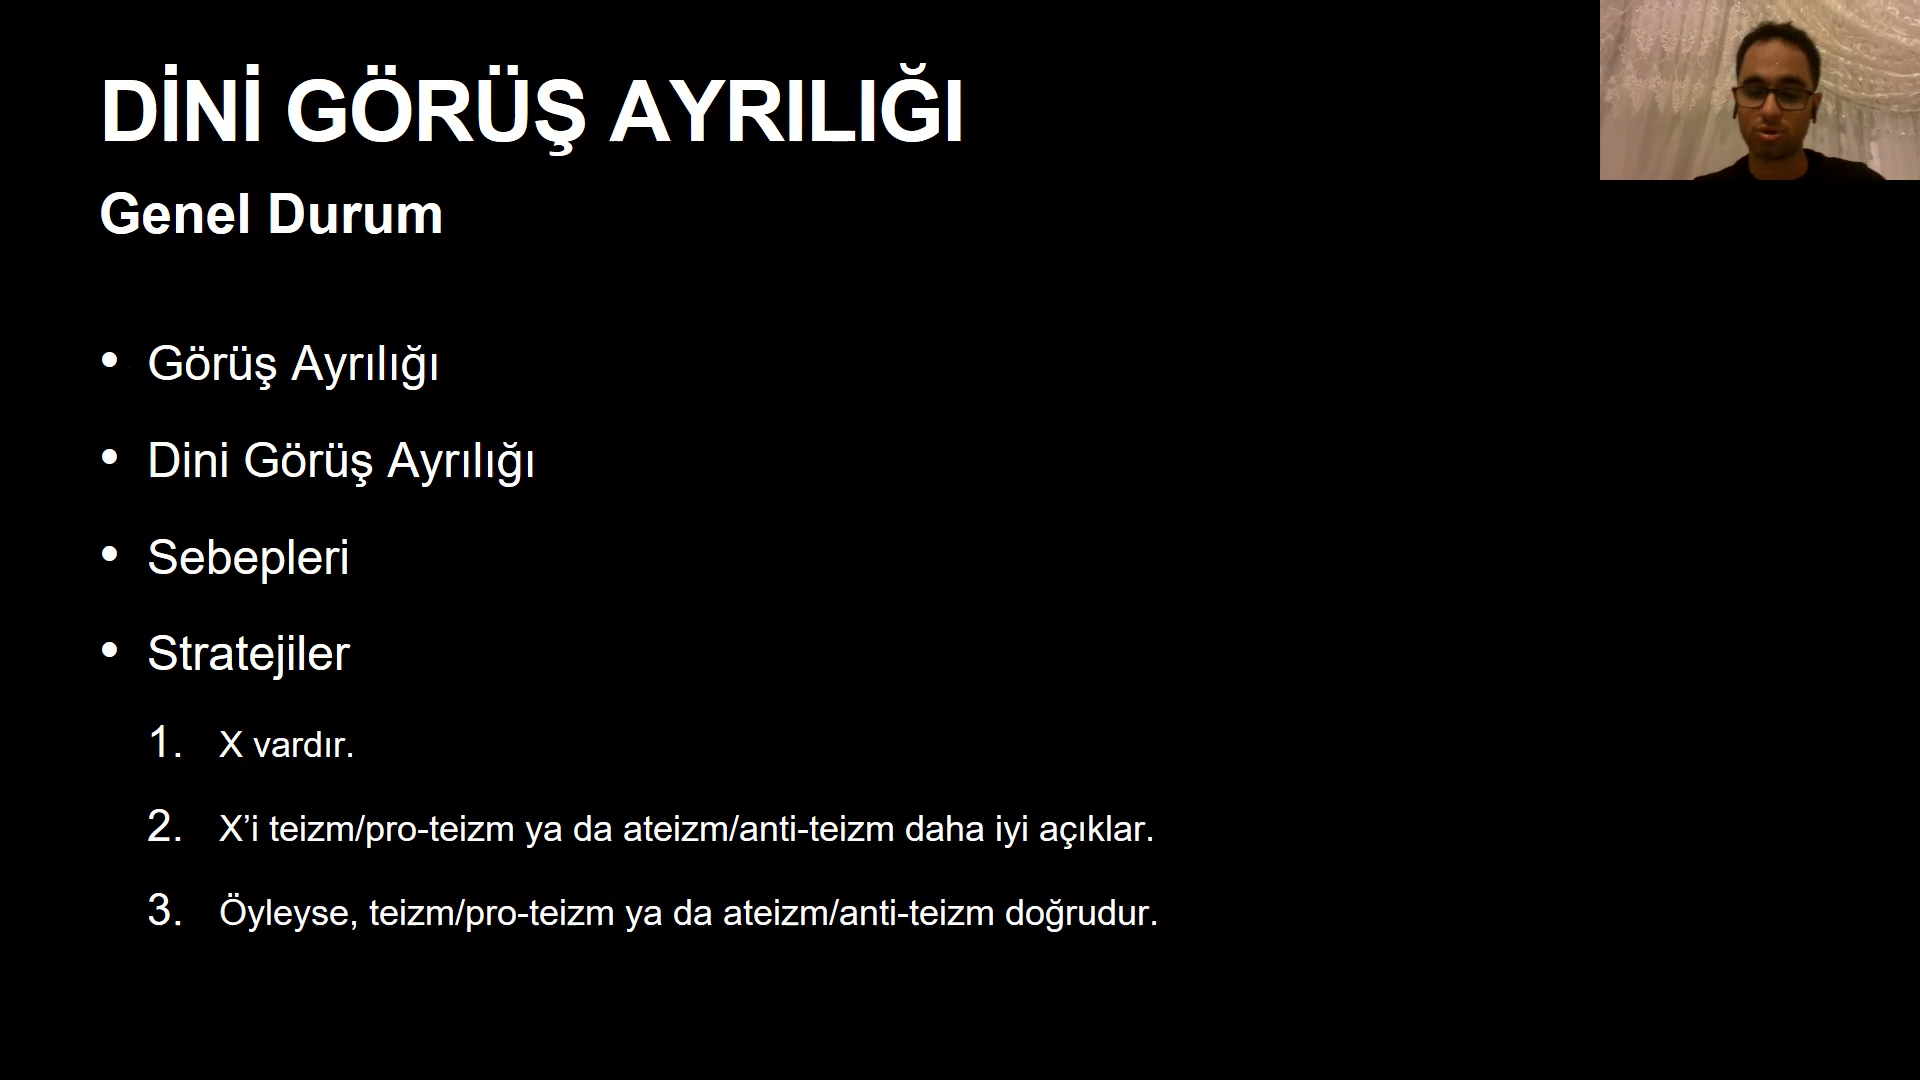 DİNİ GÖRÜŞ AYRILIĞI
Genel Durum
• Görüş Ayrılığı
• Dini Görüş Ayrılığı
• Sebepleri
• Stratejiler
1. X vardır.
2. X’i teizm/pro-teizm ya da ateizm/anti-teizm daha iyi açıklar.
3. Öyleyse, teizm/pro-teizm ya da ateizm/anti-teizm doğrudur.